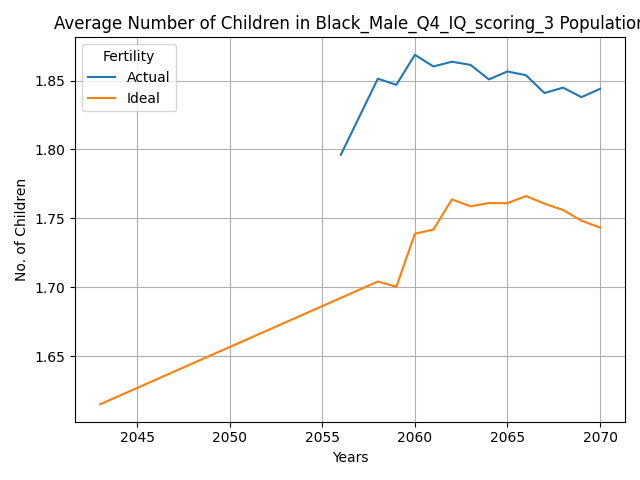 Average Number of Children in Black_Male_Q4_IQ_scoring_3 Population
Fertility
Actual
Ideal
No. of Children
1.85
1.80
1.75
1.70
1.65
2045 2050 2055 2060 2065 2070
Years